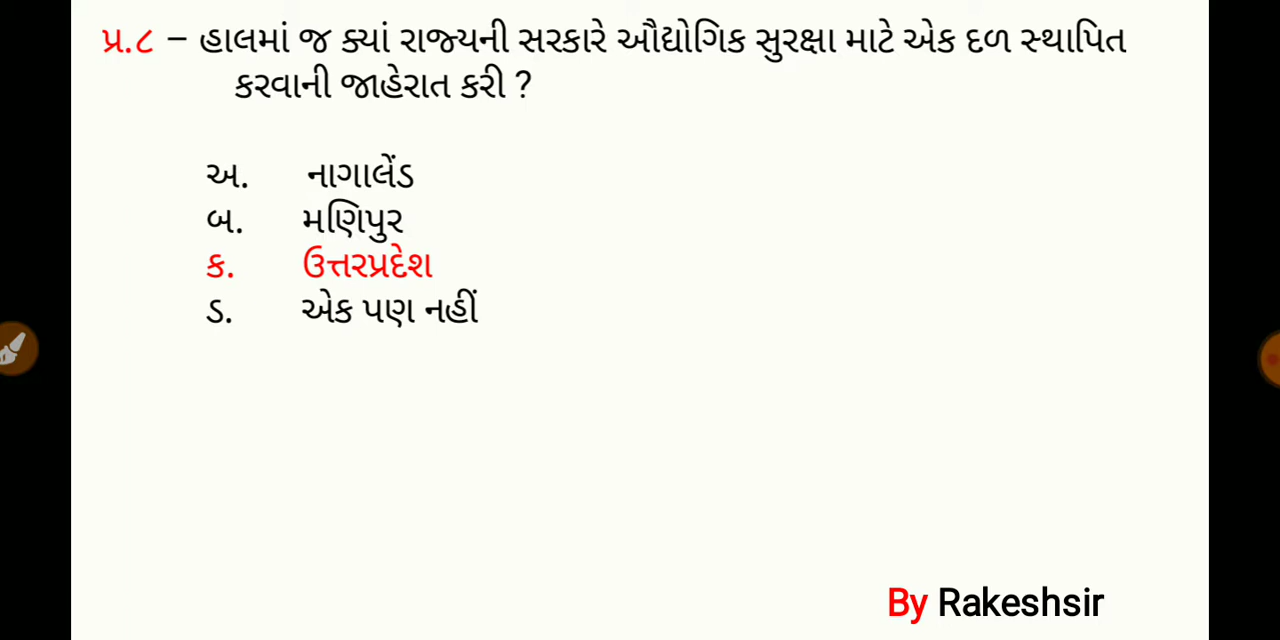 પ્ર.૮ – હાલમાં જ ક્યાં રાજ્યની સરકારે ઔદ્યોગિક સુરક્ષા માટે એક દળ સ્થાપિત
કરવાની જાહેરાત કરી ?
અ. નાગાલેંડ
બ. મણિપુર
ક. ઉત્તરપ્રદેશ
ડ. એક પણ નહીં
By Rakeshsir